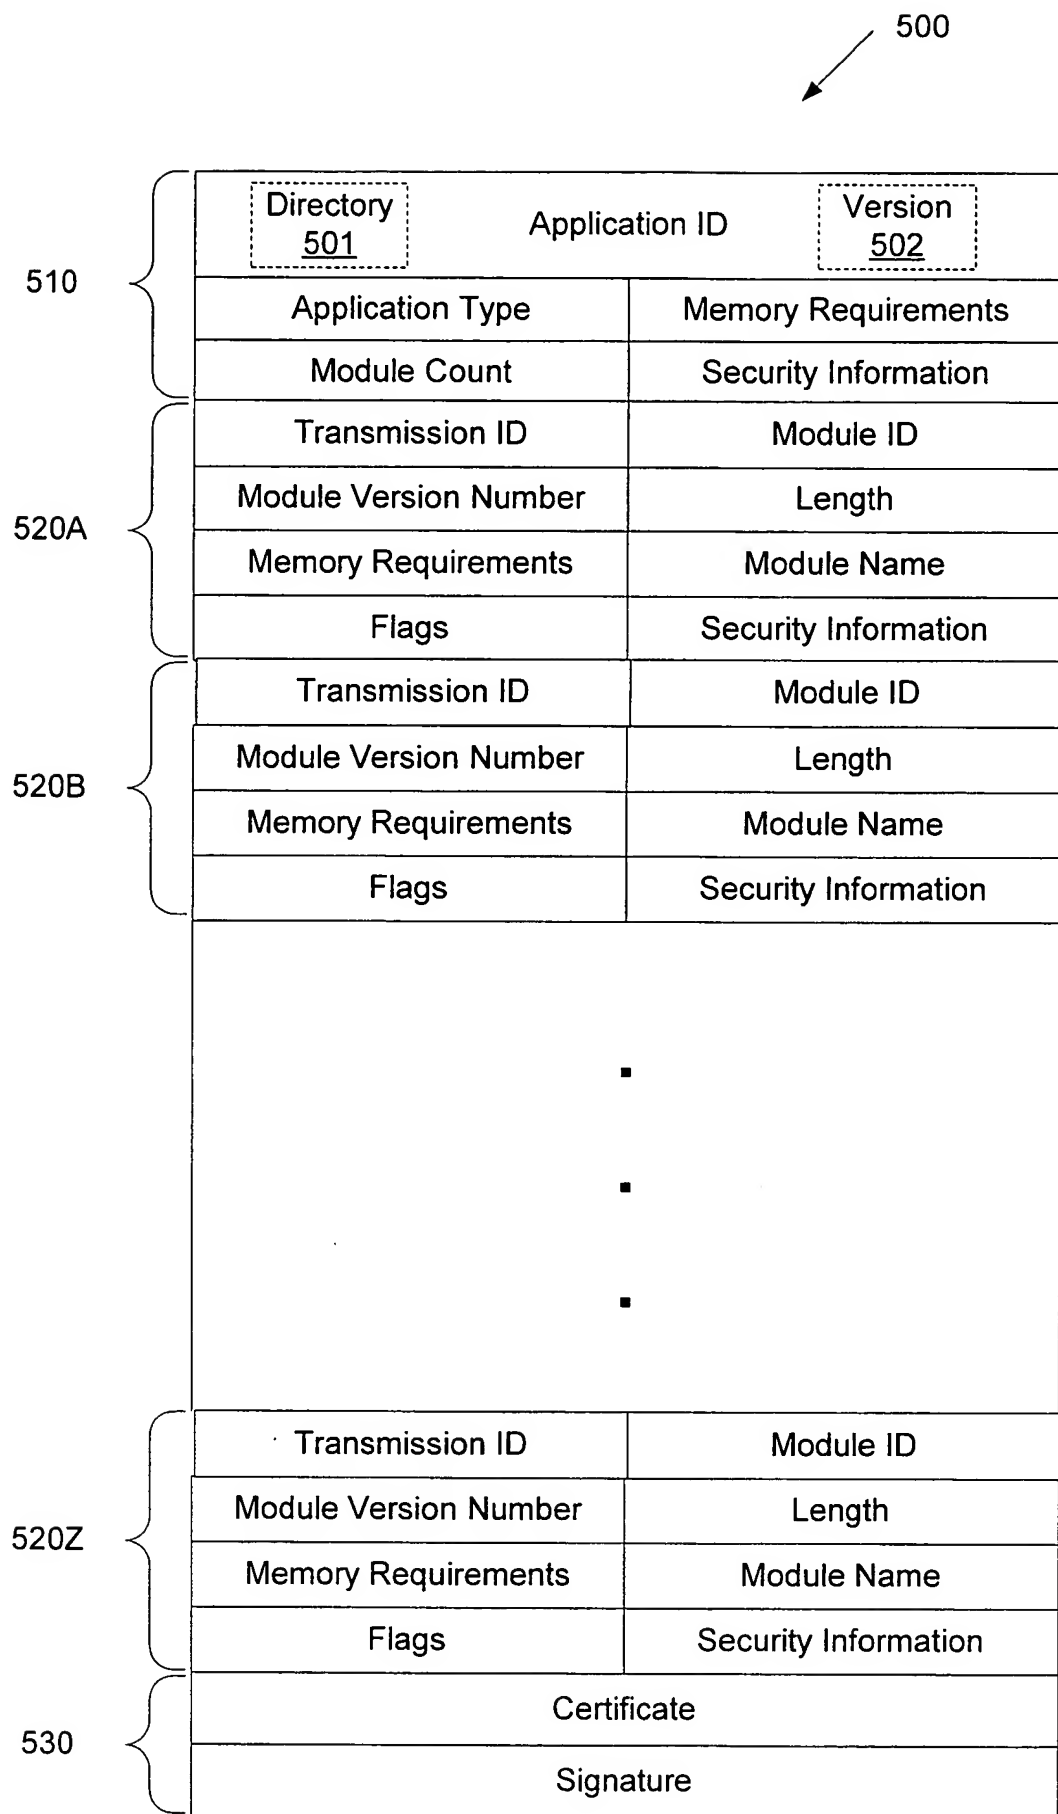 500
Directory
501
Application ID
Version
502
510
Application Type
Memory Requirements
Module Count
Security Information
520A
Transmission ID
Module ID
Module Version Number
Length
Memory Requirements
Module Name
Flags
Security Information
520B
Transmission ID
Module ID
Module Version Number
Length
Memory Requirements
Module Name
Flags
Security Information
520Z
Transmission ID
Module ID
Module Version Number
Length
Memory Requirements
Module Name
Flags
Security Information
530
Certificate
Signature